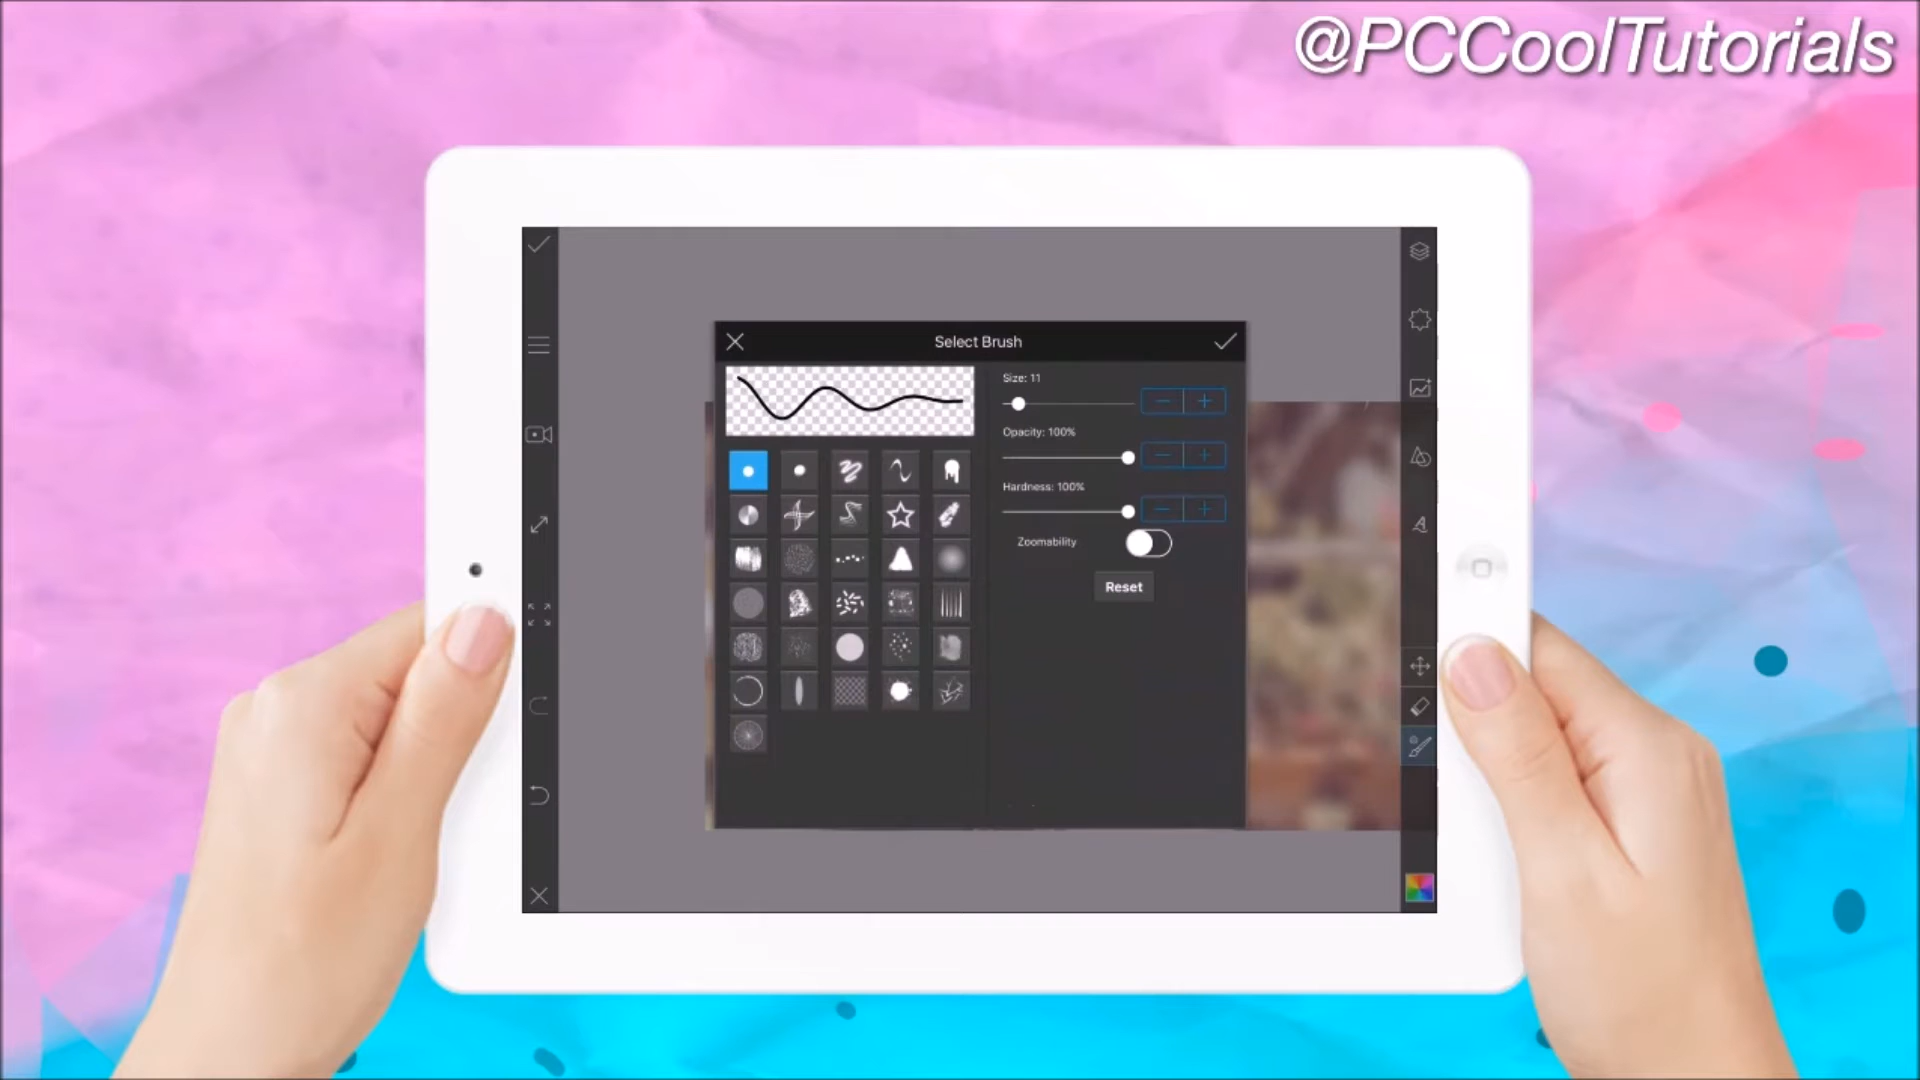 @PCCoolTutorials
Select Brush
Size: 11
Opacity: 100%
Hardness: 100%
Zoomability
Reset